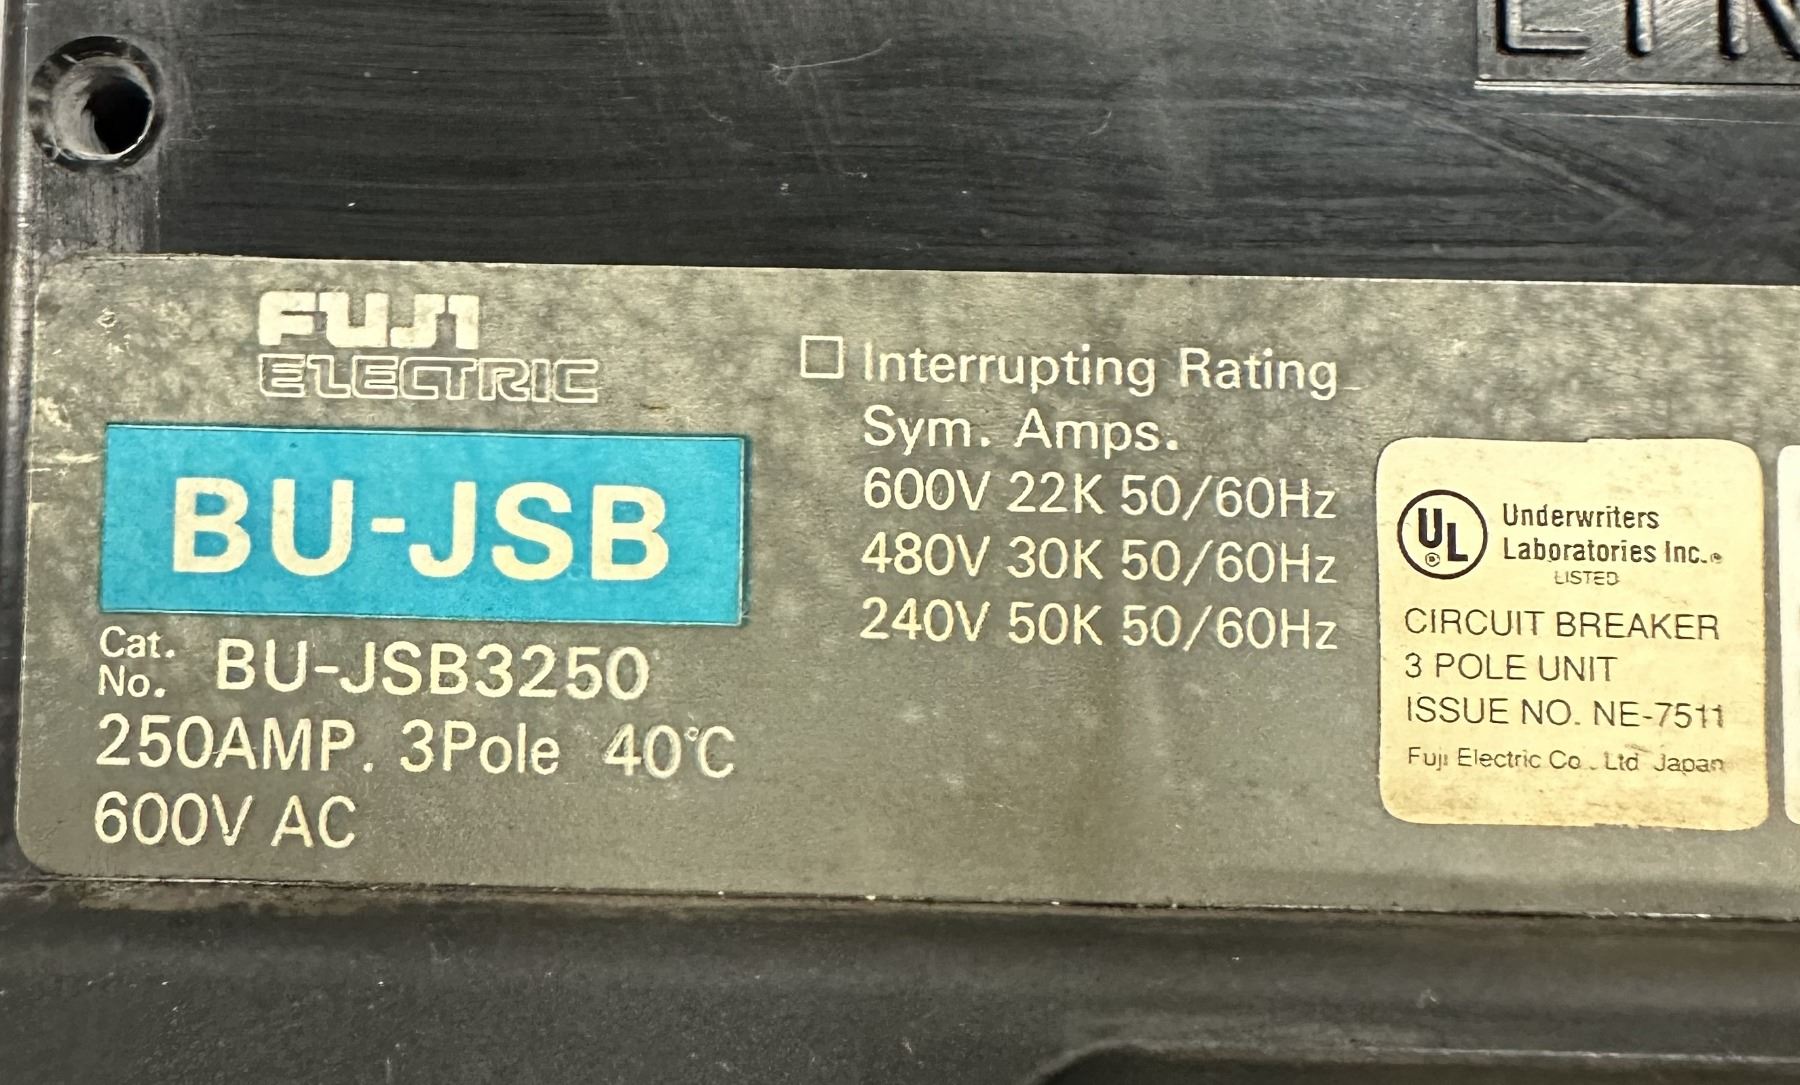 FUJI
ELECTRIC
BU-JSB
Cat. No. BU-JSB3250
250AMP. 3Pole 40°C
600V AC
□ Interrupting Rating
Sym. Amps.
600V 22K 50/60Hz
480V 30K 50/60Hz
240V 50K 50/60Hz
UL ® Underwriters
Laboratories Inc.®
LISTED
CIRCUIT BREAKER
3 POLE UNIT
ISSUE NO. NE-7511
Fuji Electric Co., Ltd Japan